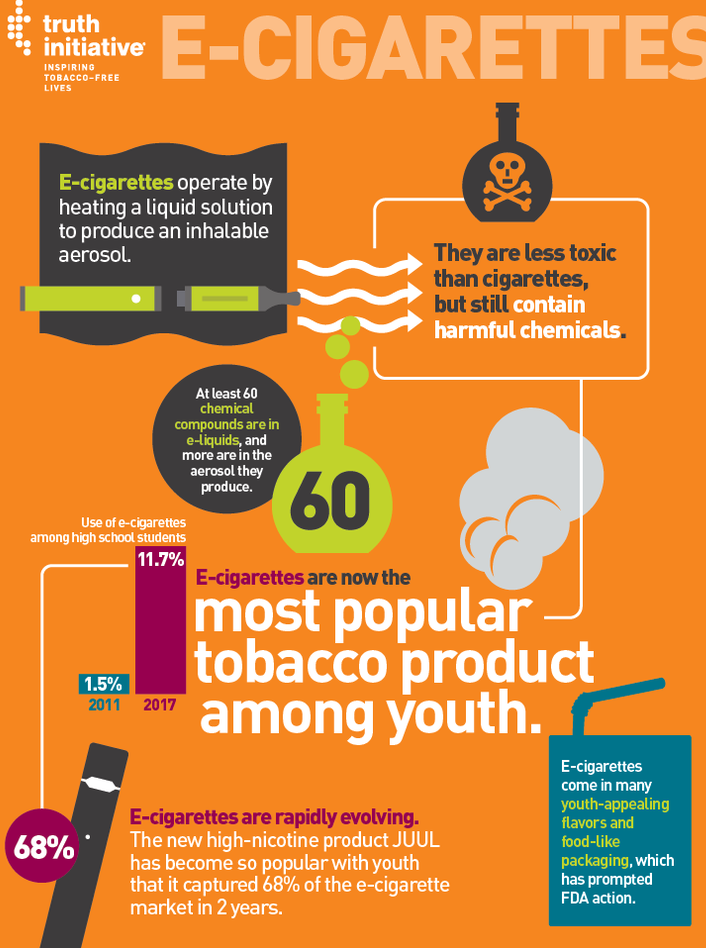 truth
initiative®
INSPIRING
TOBACCO–FREE
LIVES
E-CIGARETTES
E-cigarettes operate by
heating a liquid solution
to produce an inhalable
aerosol.
They are less toxic
than cigarettes,
but still contain
harmful chemicals.
At least 60
chemical
compounds are in
e-liquids, and
more are in the
aerosol they
produce.
60
Use of e-cigarettes
among high school students
11.7%
1.5%
2011
2017
E-cigarettes are now the
most popular
tobacco product
among youth.
E-cigarettes
come in many
youth-appealing
flavors and
food-like
packaging, which
has prompted
FDA action.
68%
E-cigarettes are rapidly evolving.
The new high-nicotine product JUUL
has become so popular with youth
that it captured 68% of the e-cigarette
market in 2 years.